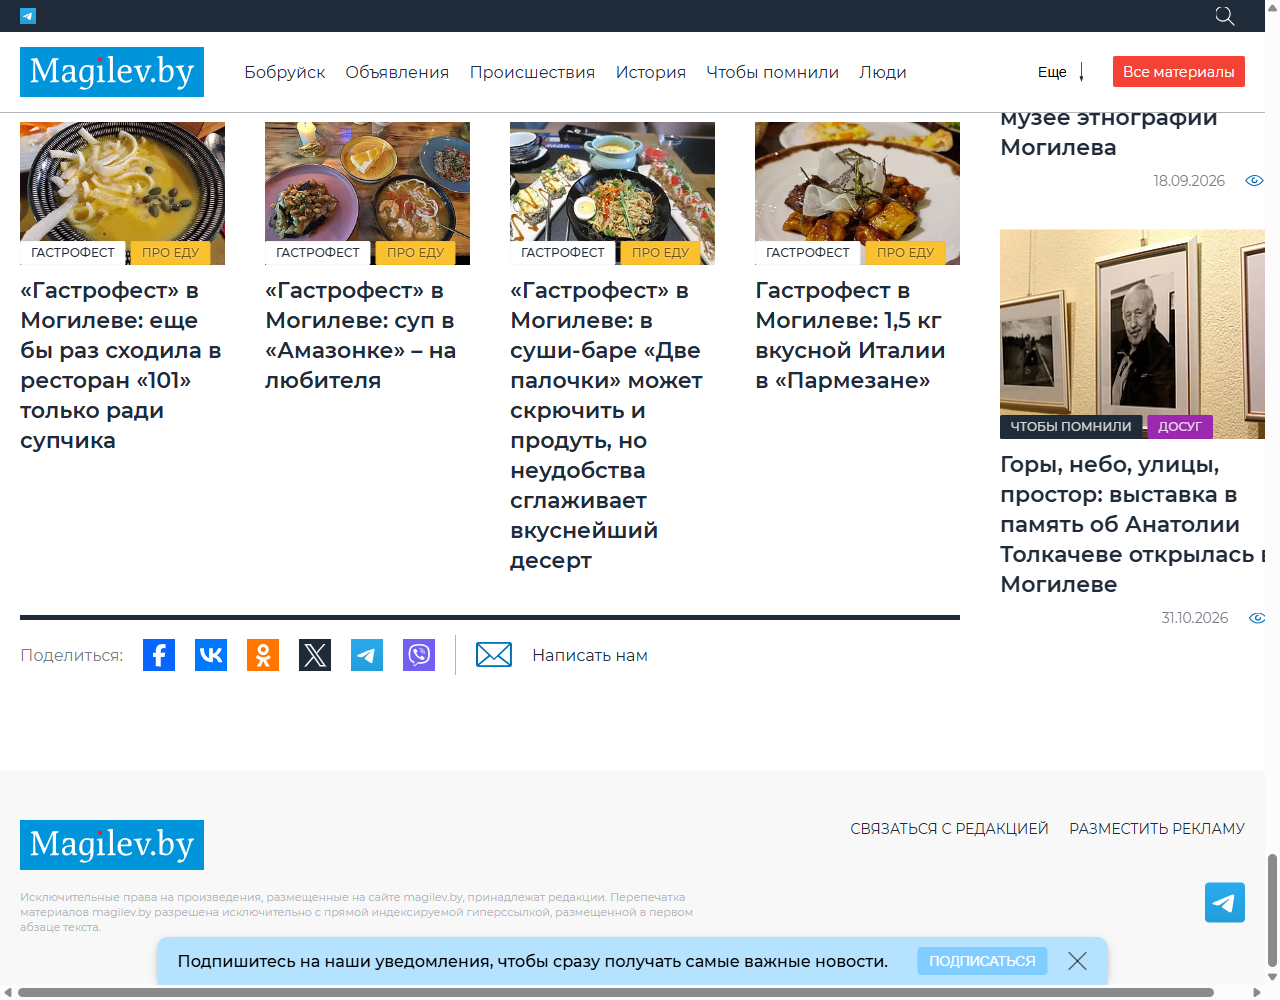 Magilev.by
Бобруйск Объявления Происшествия История Чтобы помнили Люди Еще Все материалы
ГАСТРОФЕСТ ПРО ЕДУ
«Гастрофест» в
Могилеве: еще
бы раз сходила в
ресторан «101»
только ради
супчика
ГАСТРОФЕСТ ПРО ЕДУ
«Гастрофест» в
Могилеве: суп в
«Амазонке» – на
любителя
ГАСТРОФЕСТ ПРО ЕДУ
«Гастрофест» в
Могилеве: в
суши-баре «Две
палочки» может
скрючить и
продуть, но
неудобства
сглаживает
вкуснейший
десерт
ГАСТРОФЕСТ ПРО ЕДУ
Гастрофест в
Могилеве: 1,5 кг
вкусной Италии
в «Пармезане»
музее этнографии
Могилева
18.09.2026
ЧТОБЫ ПОМНИЛИ ДОСУГ
Горы, небо, улицы,
простор: выставка в
память об Анатолии
Толкачеве открылась в
Могилеве
31.10.2026
Поделиться: Написать нам
Magilev.by
СВЯЗАТЬСЯ С РЕДАКЦИЕЙ РАЗМЕСТИТЬ РЕКЛАМУ
Исключительные права на произведения, размещенные на сайте magilev.by, принадлежат редакции. Перепечатка
материалов magilev.by разрешена исключительно с прямой индексируемой гиперссылкой, размещенной в первом
абзаце текста.
Подпишитесь на наши уведомления, чтобы сразу получать самые важные новости. ПОДПИСАТЬСЯ